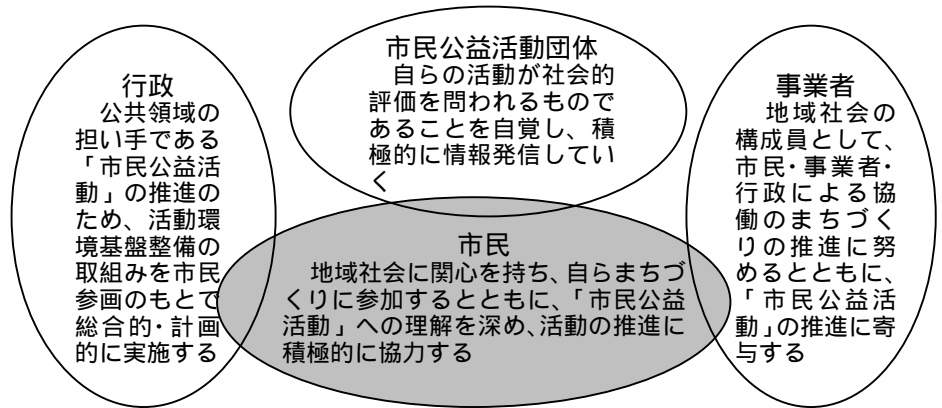 行政
公共領域の
担い手である
「市民公益活
動」の推進の
ため、活動環
境基盤整備の
取組みを市民
参画のもとで
総合的・計画
的に実施する
市民公益活動団体
自らの活動が社会的
評価を問われるもので
あることを自覚し、積
極的に情報発信してい
く
事業者
地域社会の
構成員として、
市民・事業者・
行政による協
働のまちづく
りの推進に努
めるとともに、
「市民公益活
動」の推進に寄
与する
市民
地域社会に関心を持ち、自らまちづ
くりに参加するとともに、「市民公益
活動」への理解を深め、活動の推進に
積極的に協力する